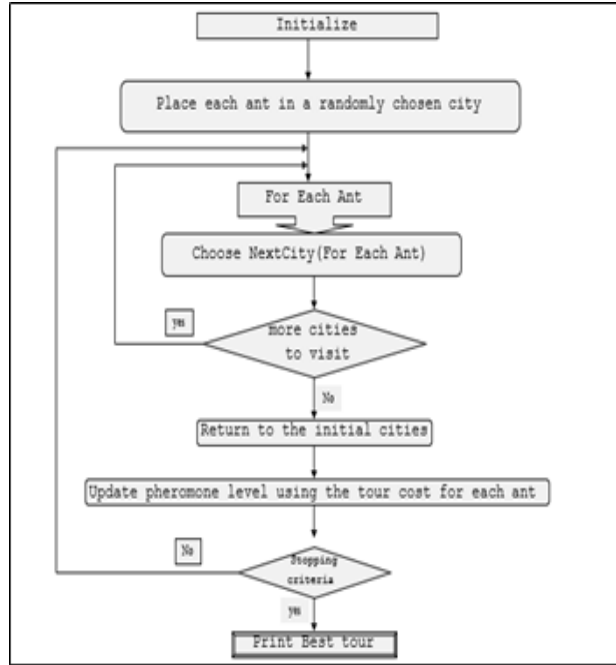 Initialize
Place each ant in a randomly chosen city
For Each Ant
Choose NextCity(For Each Ant)
yes
more cities
to visit
No
Return to the initial cities
Update pheromone level using the tour cost for each ant
No
Stopping
criteria
yes
Print Best tour